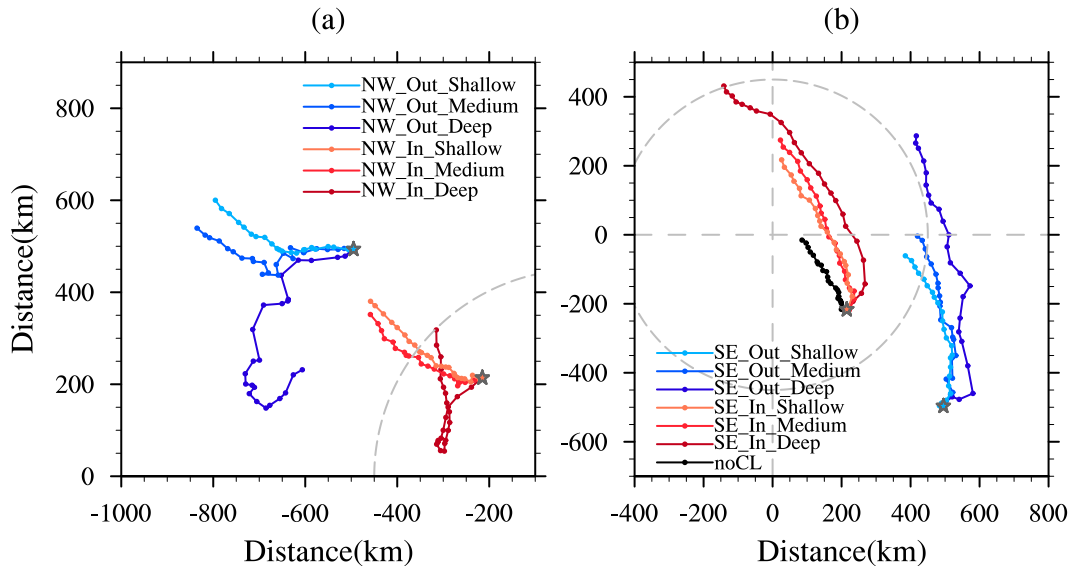 (a)
(b)
Distance(km)
800
600
400
200
0
NW_Out_Shallow
NW_Out_Medium
NW_Out_Deep
NW_In_Shallow
NW_In_Medium
NW_In_Deep
-1000 -800 -600 -400 -200
Distance(km)
400
200
0
-200
-400
-600
SE_Out_Shallow
SE_Out_Medium
SE_Out_Deep
SE_In_Shallow
SE_In_Medium
SE_In_Deep
noCL
-400 -200 0 200 400 600 800
Distance(km)